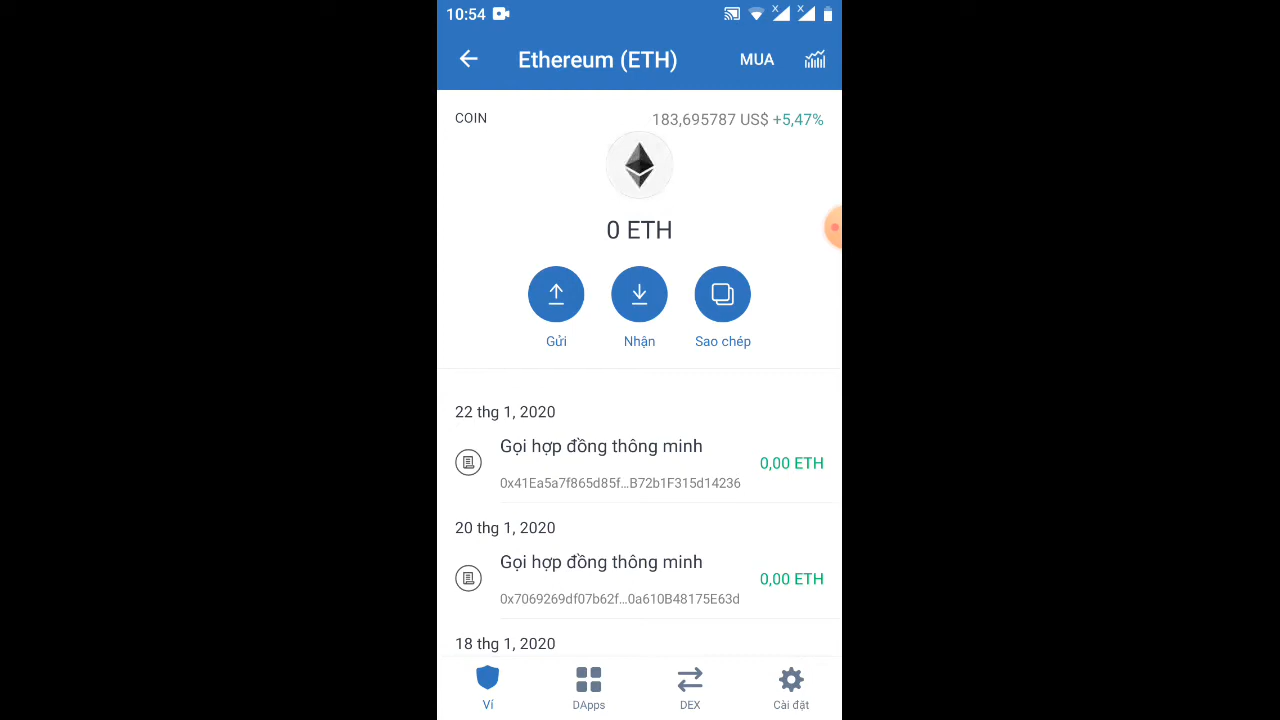 10:54
Ethereum (ETH)
MUA
COIN
183,695787 US$ +5,47%
0 ETH
Gửi
Nhận
Sao chép
22 thg 1, 2020
Gọi hợp đồng thông minh
0,00 ETH
0x41Ea5a7f865d85f...B72b1F315d14236
20 thg 1, 2020
Gọi hợp đồng thông minh
0,00 ETH
0x7069269df07b62f...0a610B48175E63d
18 thg 1, 2020
Ví
DApps
DEX
Cài đặt